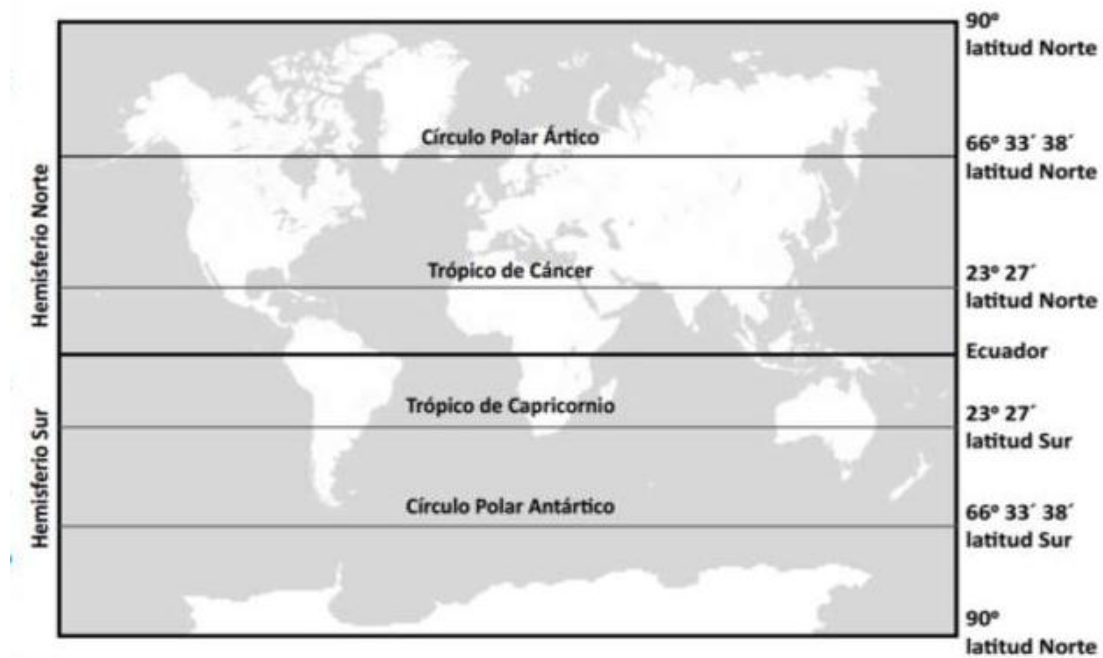 90º
latitud Norte
Círculo Polar Ártico
66º 33´ 38´
latitud Norte
Hemisferio Norte
Trópico de Cáncer
23º 27´
latitud Norte
Ecuador
Trópico de Capricornio
23º 27´
latitud Sur
Hemisferio Sur
Círculo Polar Antártico
66º 33´ 38´
latitud Sur
90º
latitud Norte